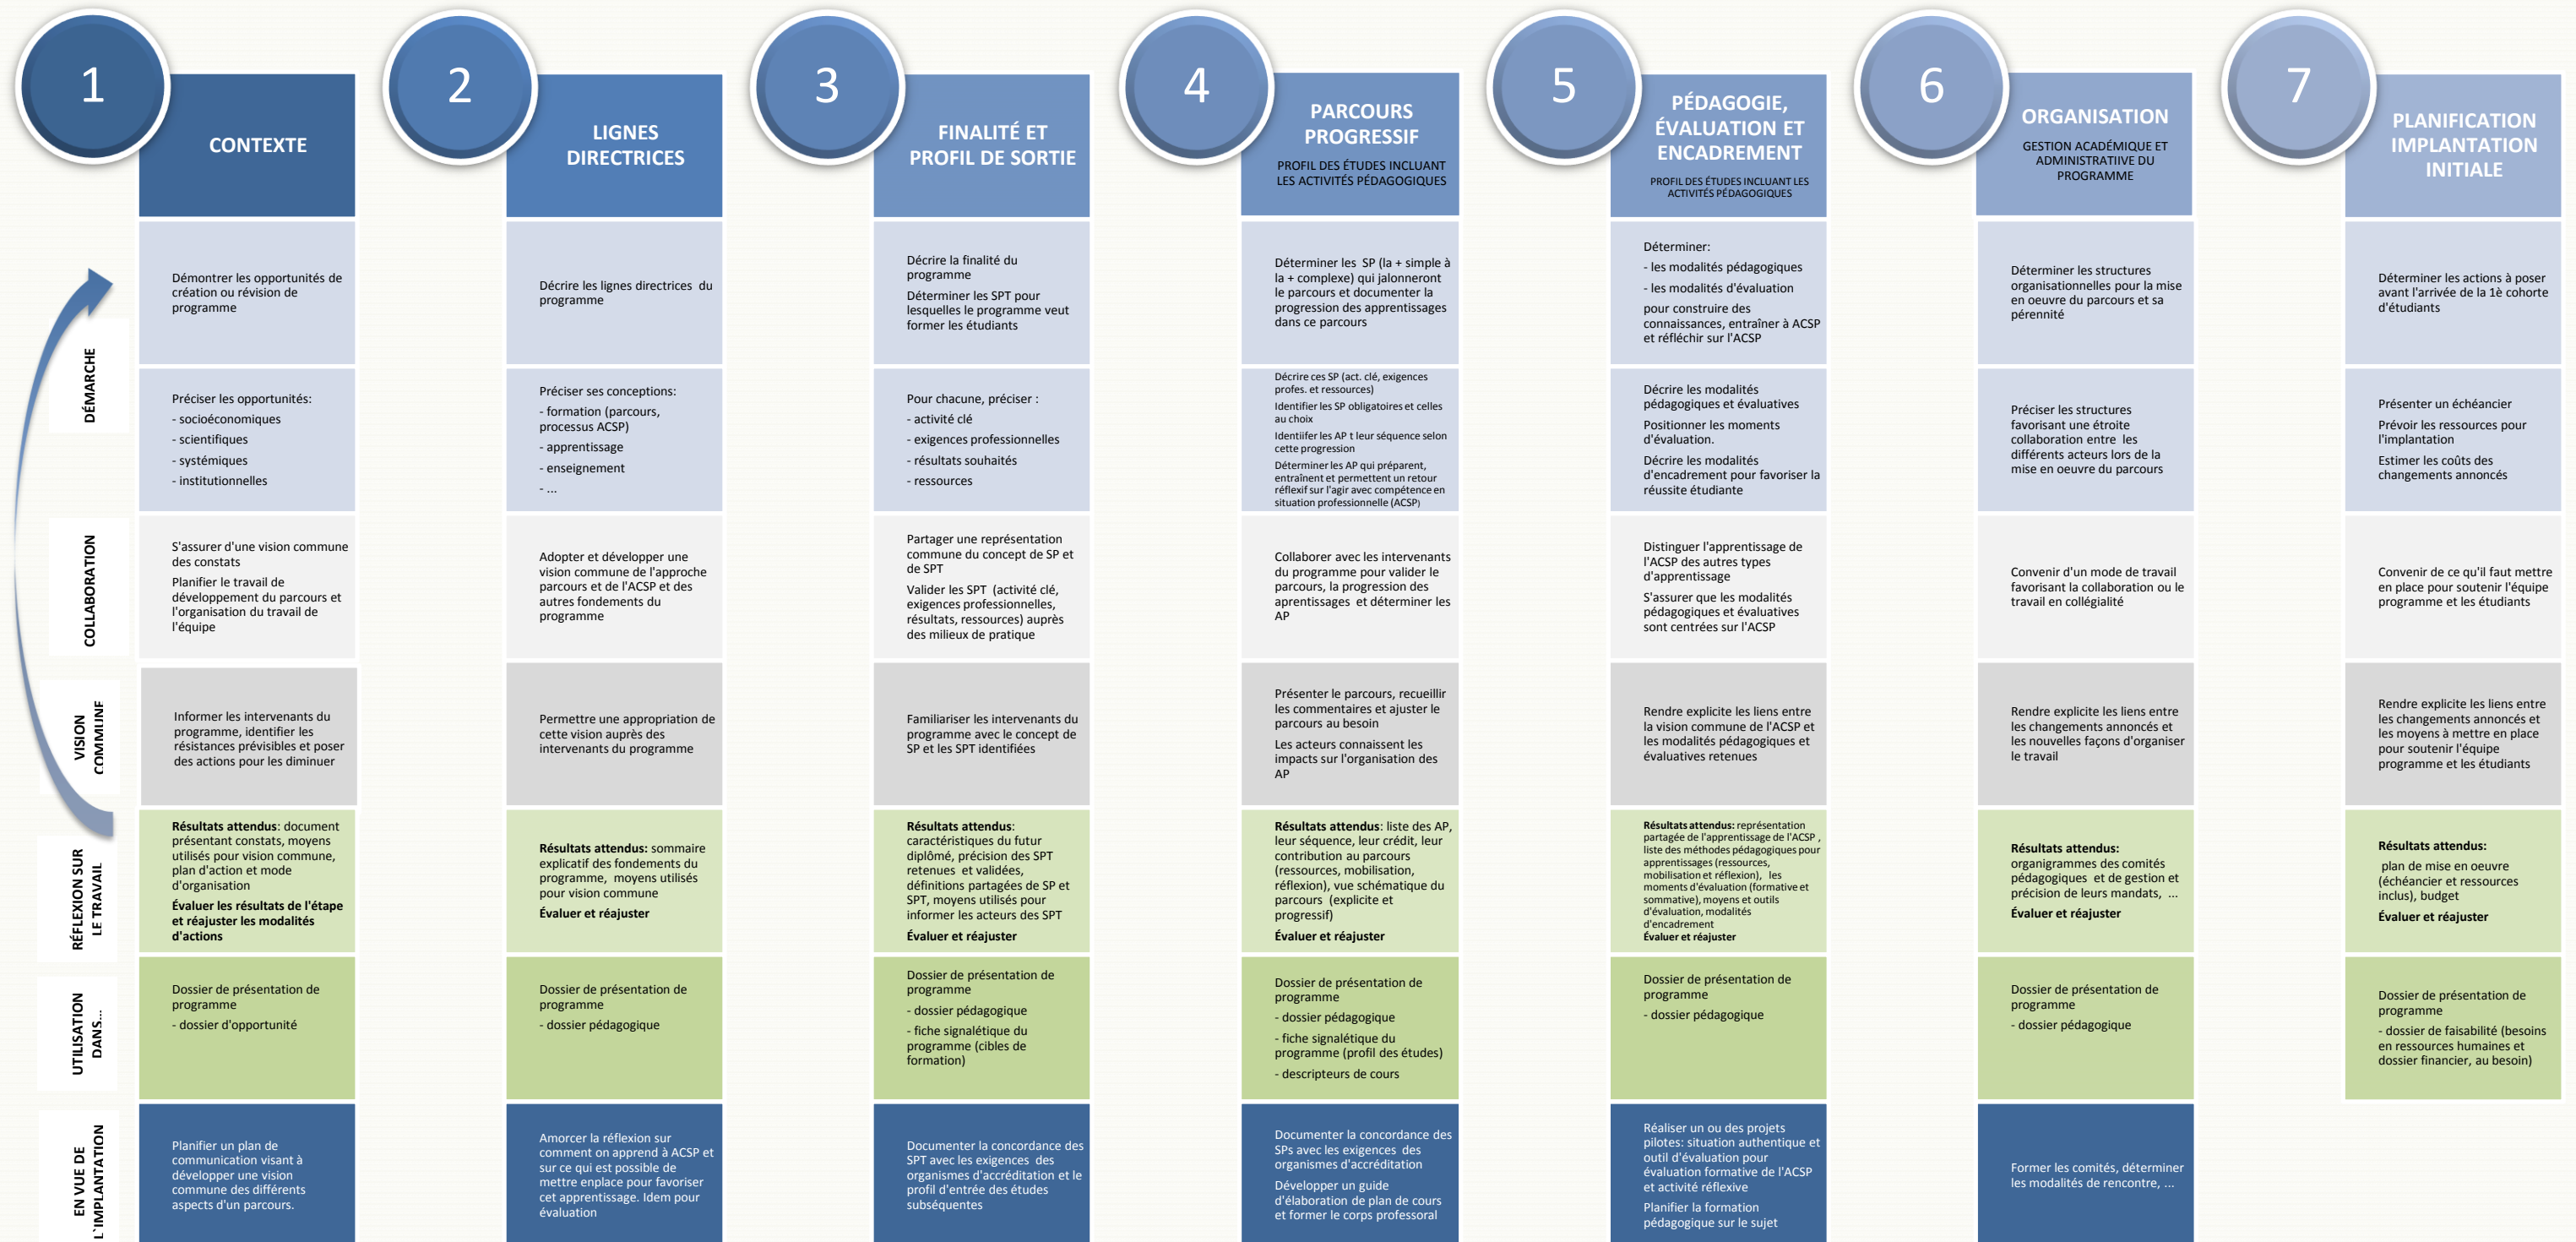 1
CONTEXTE
Démontrer les opportunités de
création ou révision de
programme
Préciser les opportunités:
- socioéconomiques
- scientifiques
- systémiques
- institutionnelles
S'assurer d'une vision commune
des constats
Planifier le travail de
développement du parcours et
l'organisation du travail de
l'équipe
Informer les intervenants du
programme, identifier les
résistances prévisibles et poser
des actions pour les diminuer
Résultats attendus: document
présentant constats, moyens
utilisés pour vision commune,
plan d'action et mode
d'organisation
Évaluer les résultats de l'étape
et réajuster les modalités
d'actions
Dossier de présentation de
programme
- dossier d'opportunité
Planifier un plan de
communication visant à
développer une vision
commune des différents
aspects d'un parcours.
2
LIGNES
DIRECTRICES
Décrire les lignes directrices du
programme
Préciser ses conceptions:
- formation (parcours,
processus ACSP)
- apprentissage
- enseignement
- ...
Adopter et développer une
vision commune de l'approche
parcours et de l'ACSP et des
autres fondements du
programme
Permettre une appropriation de
cette vision auprès des
intervenants du programme
Résultats attendus: sommaire
explicatif des fondements du
programme, moyens utilisés
pour vision commune
Évaluer et réajuster
Dossier de présentation de
programme
- dossier pédagogique
Amorcer la réflexion sur
comment on apprend à ACSP et
sur ce qui est possible de
mettre enplace pour favoriser
cet apprentissage. Idem pour
évaluation
3
FINALITÉ ET
PROFIL DE SORTIE
Décrire la finalité du
programme
Déterminer les SPT pour
lesquelles le programme veut
former les étudiants
Pour chacune, préciser :
- activité clé
- exigences professionnelles
- résultats souhaités
- ressources
Partager une représentation
commune du concept de SP et
de SPT
Valider les SPT (activité clé,
exigences professionnelles,
résultats, ressources) auprès
des milieux de pratique
Familiariser les intervenants du
programme avec le concept de
SP et les SPT identifiées
Résultats attendus:
caractéristiques du futur
diplômé, précision des SPT
retenues et validées,
définitions partagées de SP et
SPT, moyens utilisés pour
informer les acteurs des SPT
Évaluer et réajuster
Dossier de présentation de
programme
- dossier pédagogique
- fiche signalétique du
programme (cibles de
formation)
Documenter la concordance des
SPT avec les exigences des
organismes d'accréditation et le
profil d'entrée des études
subséquentes
4
PARCOURS
PROGRESSIF
PROFIL DES ÉTUDES INCLUANT
LES ACTIVITÉS PÉDAGOGIQUES
Déterminer les SP (la + simple à
la + complexe) qui jalonneront
le parcours et documenter la
progression des apprentissages
dans ce parcours
Décrire ces SP (act. clé, exigences
profes. et ressources)
Identifier les SP obligatoires et celles
au choix
Identiifer les AP t leur séquence selon
cette progression
Déterminer les AP qui préparent,
entraînent et permettent un retour
réflexif sur l'agir avec compétence en
situation professionnelle (ACSP)
Collaborer avec les intervenants
du programme pour valider le
parcours, la progression des
aprentissages et déterminer les
AP
Présenter le parcours, recueillir
les commentaires et ajuster le
parcours au besoin
Les acteurs connaissent les
impacts sur l'organisation des
AP
Résultats attendus: liste des AP,
leur séquence, leur crédit, leur
contribution au parcours
(ressources, mobilisation,
réflexion), vue schématique du
parcours (explicite et
progressif)
Évaluer et réajuster
Dossier de présentation de
programme
- dossier pédagogique
- fiche signalétique du
programme (profil des études)
- descripteurs de cours
Documenter la concordance des
SPs avec les exigences des
organismes d'accréditation
Développer un guide
d'élaboration de plan de cours
et former le corps professoral
5
PÉDAGOGIE,
ÉVALUATION ET
ENCADREMENT
PROFIL DES ÉTUDES INCLUANT LES
ACTIVITÉS PÉDAGOGIQUES
Déterminer:
- les modalités pédagogiques
- les modalités d'évaluation
pour construire des
connaissances, entraîner à ACSP
et réfléchir sur l'ACSP
Décrire les modalités
pédagogiques et évaluatives
Positionner les moments
d'évaluation.
Décrire les modalités
d'encadrement pour favoriser la
réussite étudiante
Distinguer l'apprentissage de
l'ACSP des autres types
d'apprentissage
S'assurer que les modalités
pédagogiques et évaluatives
sont centrées sur l'ACSP
Rendre explicite les liens entre
la vision commune de l'ACSP et
les modalités pédagogiques et
évaluatives retenues
Résultats attendus: représentation
partagée de l'apprentissage de l'ACSP ,
liste des méthodes pédagogiques pour
apprentissages (ressources,
mobilisation et réflexion), les
moments d'évaluation (formative et
sommative), moyens et outils
d'évaluation, modalités
d'encadrement
Évaluer et réajuster
Dossier de présentation de
programme
- dossier pédagogique
Réaliser un ou des projets
pilotes: situation authentique et
outil d'évaluation pour
évaluation formative de l'ACSP
et activité réflexive
Planifier la formation
pédagogique sur le sujet
6
ORGANISATION
GESTION ACADÉMIQUE ET
ADMINISTRATIIVE DU
PROGRAMME
Déterminer les structures
organisationnelles pour la mise
en oeuvre du parcours et sa
pérennité
Préciser les structures
favorisant une étroite
collaboration entre les
différents acteurs lors de la
mise en oeuvre du parcours
Convenir d'un mode de travail
favorisant la collaboration ou le
travail en collégialité
Rendre explicite les liens entre
les changements annoncés et
les nouvelles façons d'organiser
le travail
Résultats attendus:
organigrammes des comités
pédagogiques et de gestion et
précision de leurs mandats, ...
Évaluer et réajuster
Dossier de présentation de
programme
- dossier pédagogique
Former les comités, déterminer
les modalités de rencontre, ...
7
PLANIFICATION
IMPLANTATION
INITIALE
Déterminer les actions à poser
avant l'arrivée de la 1è cohorte
d'étudiants
Présenter un échéancier
Prévoir les ressources pour
l'implantation
Estimer les coûts des
changements annoncés
Convenir de ce qu'il faut mettre
en place pour soutenir l'équipe
programme et les étudiants
Rendre explicite les liens entre
les changements annoncés et
les moyens à mettre en place
pour soutenir l'équipe
programme et les étudiants
Résultats attendus:
plan de mise en oeuvre
(échéancier et ressources
inclus), budget
Évaluer et réajuster
Dossier de présentation de
programme
- dossier de faisabilité (besoins
en ressources humaines et
dossier financier, au besoin)
DÉMARCHE
COLLABORATION
VISION
COMMUNE
RÉFLEXION SUR
LE TRAVAIL
UTILISATION
DANS...
EN VUE DE
L'IMPLANTATION